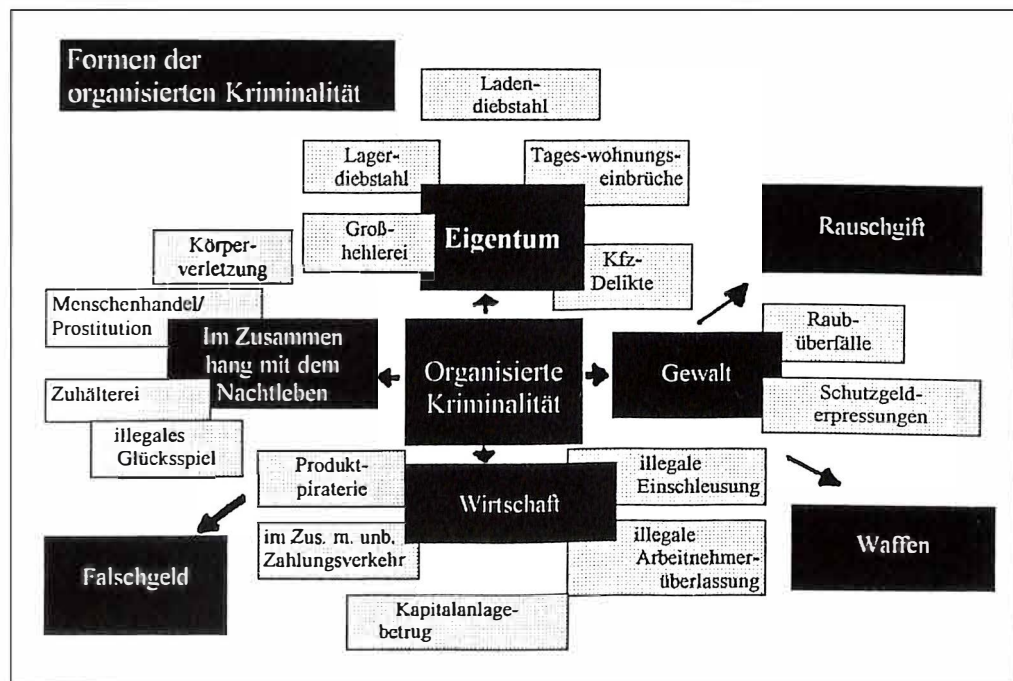 Formen der
organisierten Kriminalität
Laden-
diebstahl
Lager-
diebstahl
Tages-wohnungs-
einbrüche
Groß-
hehlerei
Eigentum
Kfz-
Delikte
Rauschgift
Körper-
verletzung
Menschenhandel/
Prostitution
Im Zusammen
hang mit dem
Nachtleben
Zuhälterei
illegales
Glücksspiel
Organisierte
Kriminalität
Gewalt
Raub-
überfälle
Schutzgeld-
erpressungen
Produkt-
piraterie
Wirtschaft
illegale
Einschleusung
im Zus. m. unb.
Zahlungsverkehr
illegale
Arbeitnehmer-
überlassung
Falschgeld
Waffen
Kapitalanlage-
betrug